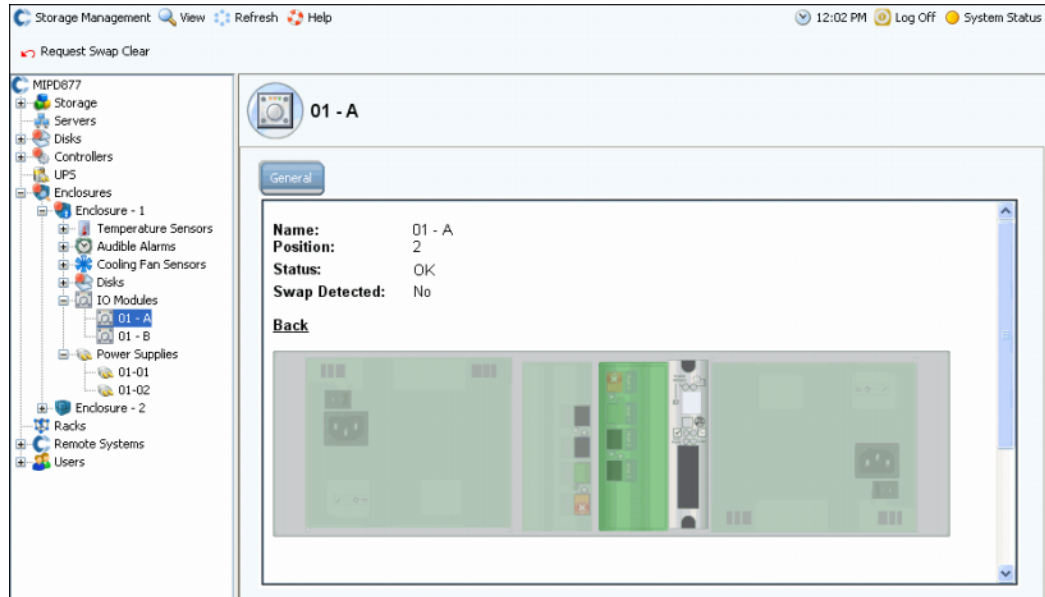 Storage Management View Refresh Help 12:02 PM Log Off System Status
Request Swap Clear
MIPD877
Storage
Servers
Disks
Controllers
UPS
Enclosures
Enclosure - 1
Temperature Sensors
Audible Alarms
Cooling Fan Sensors
Disks
IO Modules
01 - A
01 - B
Power Supplies
01-01
01-02
Enclosure - 2
Racks
Remote Systems
Users
01 - A
General
Name: 01 - A
Position: 2
Status: OK
Swap Detected: No
Back